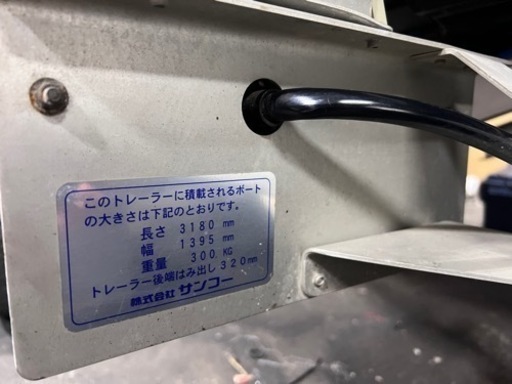 このトレーラーに積載されるボート
の大きさは下記のとおりです。
長さ 3180 mm
幅 1395 mm
重量 300 KG
トレーラー後端はみ出し 320mm
株式会社 サンコー